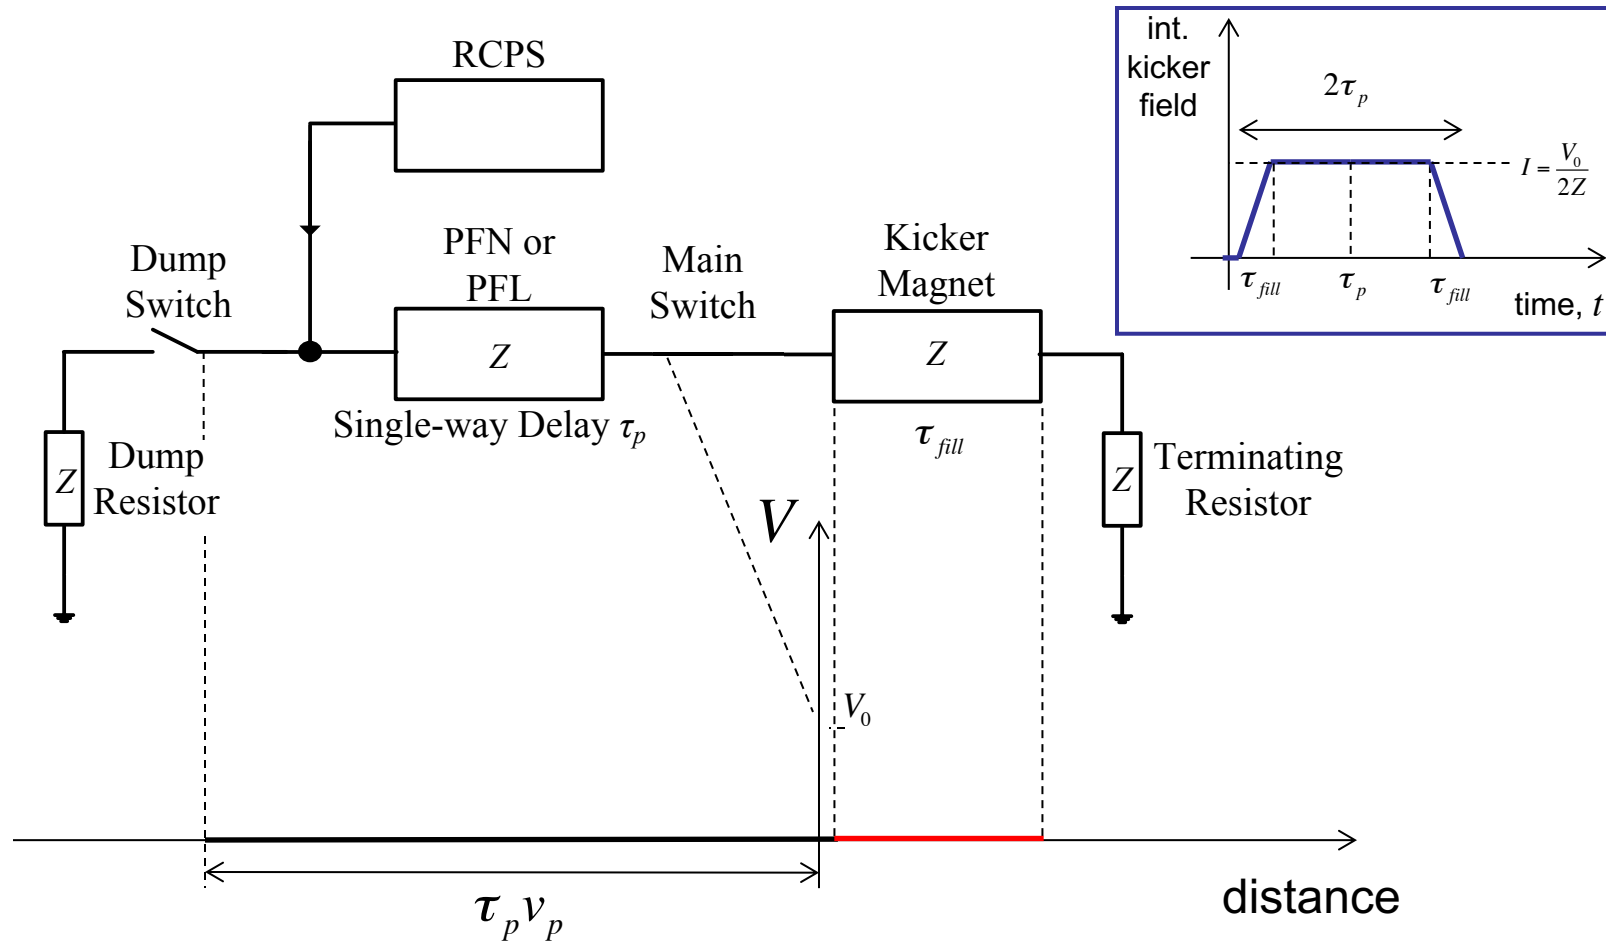 RCPS
int.
kicker
field
2τp
I = V0/2Z
τfill
τp
τfill
time, t
Dump
Switch
PFN or
PFL
Main
Switch
Kicker
Magnet
Z
Z
Single-way Delay τp
τfill
Z
Dump
Resistor
Z
Terminating
Resistor
V
V0
τpvp
distance